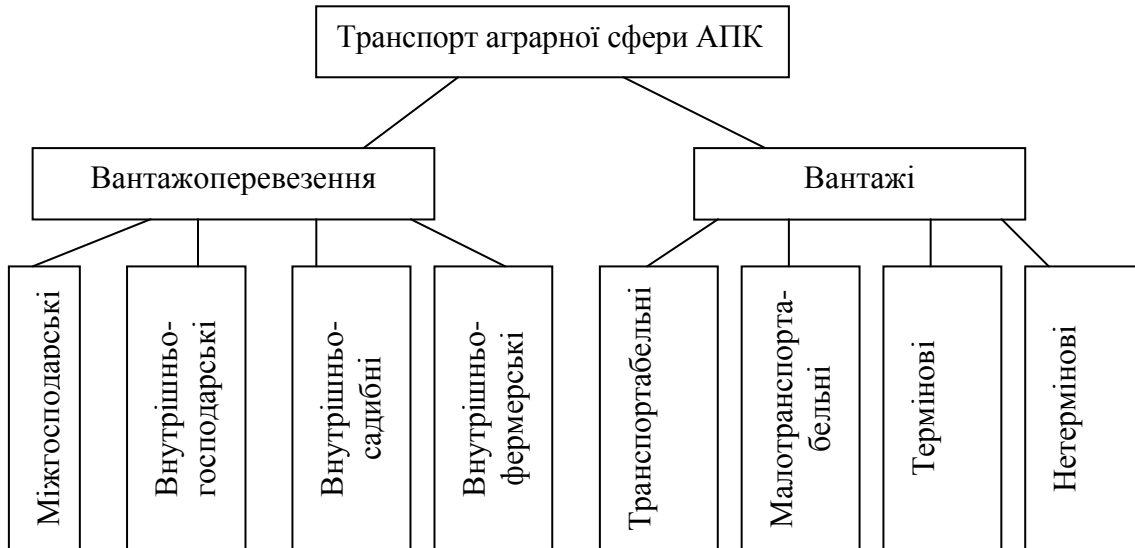 Транспорт аграрної сфери АПК
Вантажоперевезення
Вантажі
Міжгосподарські
Внутрішньо-
господарські
Внутрішньо-
садибні
Внутрішньо-
фермерські
Транспортабельні
Малотранспорта-
бельні
Термінові
Нетермінові